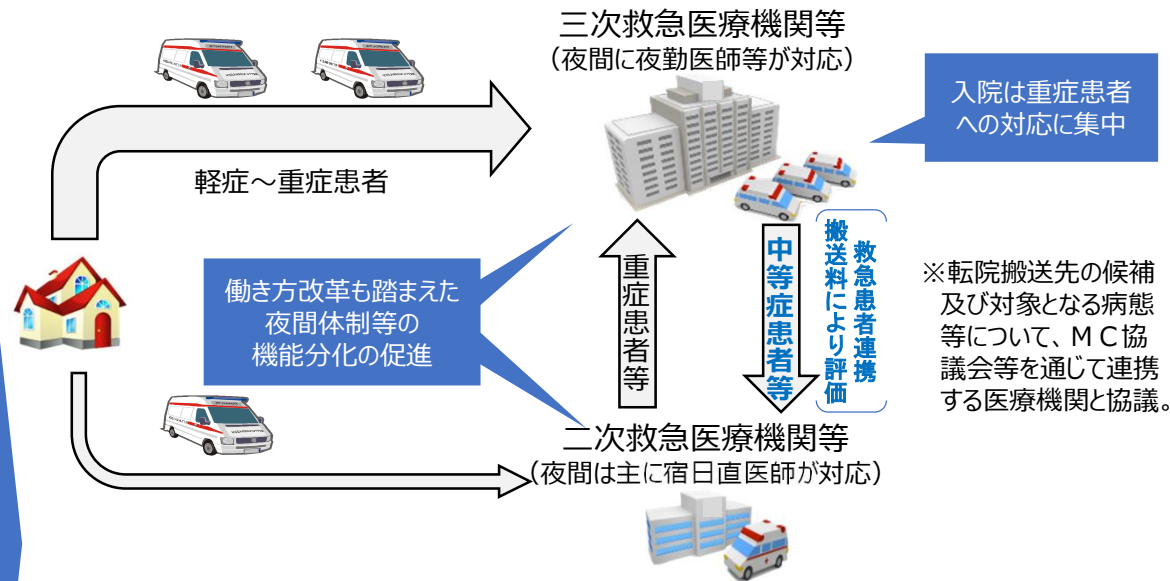 三次救急医療機関等
（夜間に夜勤医師等が対応）
入院は重症患者
への対応に集中
軽症～重症患者
働き方改革も踏まえた
夜間体制等の
機能分化の促進
重症患者等
中等症患者等
救急患者連携
搬送料により評価
※転院搬送先の候補
及び対象となる病態
等について、ＭＣ協
議会等を通じて連携
する医療機関と協議。
二次救急医療機関等
（夜間は主に宿日直医師が対応）